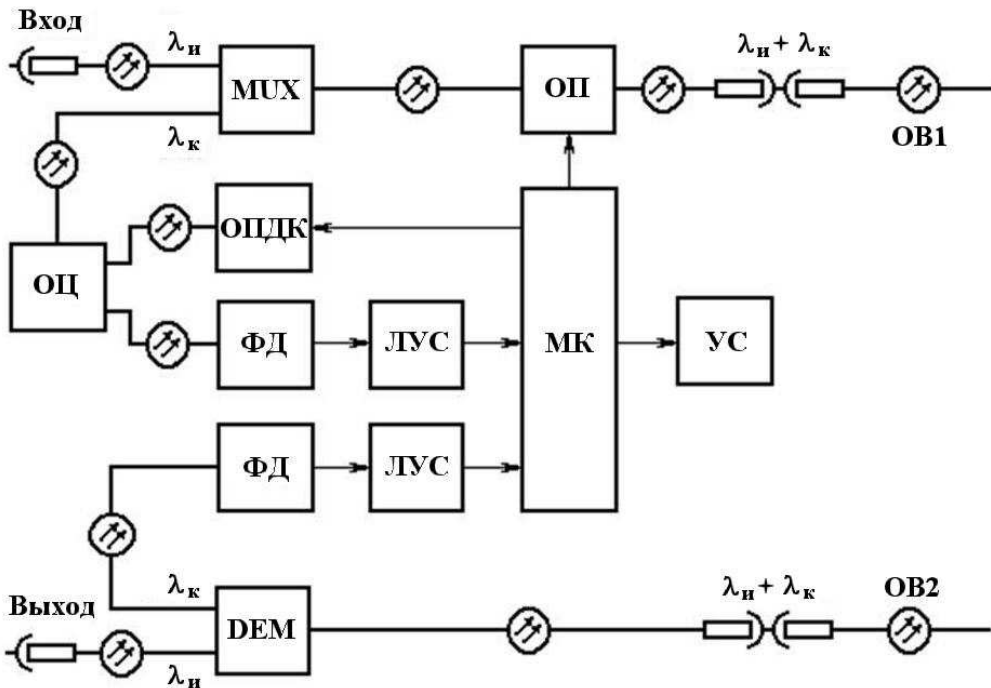 Вход
λи
λи + λк
MUX
ОП
λк
ОВ1
ОПДК
ОЦ
ФД
ЛУС
МК
УС
ФД
ЛУС
λк
λи + λк
ОВ2
Выход
DEM
λи